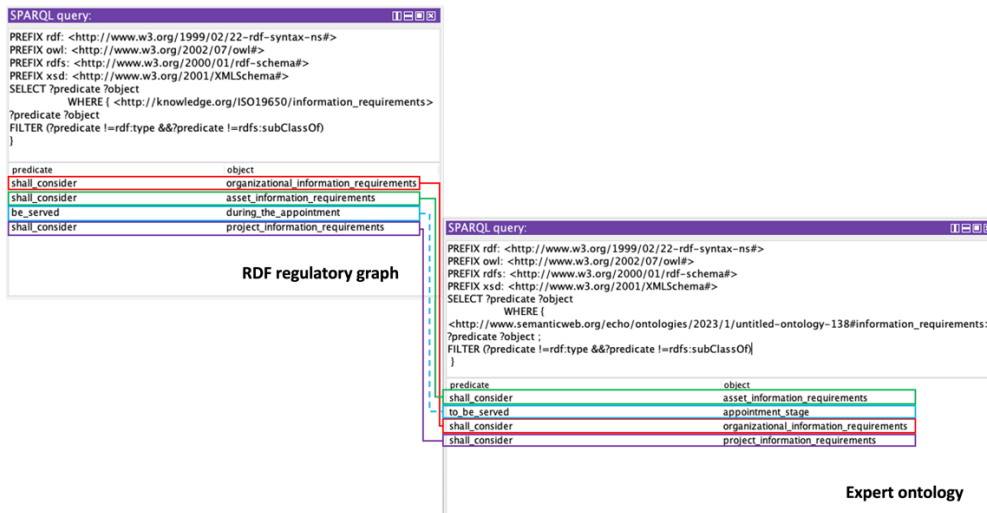 SPARQL query:
PREFIX rdf: <http://www.w3.org/1999/02/22-rdf-syntax-ns#>
PREFIX owl: <http://www.w3.org/2002/07/owl#>
PREFIX rdfs: <http://www.w3.org/2000/01/rdf-schema#>
PREFIX xsd: <http://www.w3.org/2001/XMLSchema#>
SELECT ?predicate ?object
WHERE { <http://knowledge.org/ISO19650/information_requirements>
?predicate ?object
FILTER (?predicate !=rdf:type &&?predicate !=rdfs:subClassOf)
}
predicate object
shall_consider organizational_information_requirements
shall_consider asset_information_requirements
be_served during_the_appointment
shall_consider project_information_requirements
RDF regulatory graph
SPARQL query:
PREFIX rdf: <http://www.w3.org/1999/02/22-rdf-syntax-ns#>
PREFIX owl: <http://www.w3.org/2002/07/owl#>
PREFIX rdfs: <http://www.w3.org/2000/01/rdf-schema#>
PREFIX xsd: <http://www.w3.org/2001/XMLSchema#>
SELECT ?predicate ?object
WHERE {
<http://www.semanticweb.org/echo/ontologies/2023/1/untitled-ontology-138#information_requirements>
?predicate ?object ;
FILTER (?predicate !=rdf:type &&?predicate !=rdfs:subClassOf)
}
predicate object
shall_consider asset_information_requirements
to_be_served appointment_stage
shall_consider organizational_information_requirements
shall_consider project_information_requirements
Expert ontology